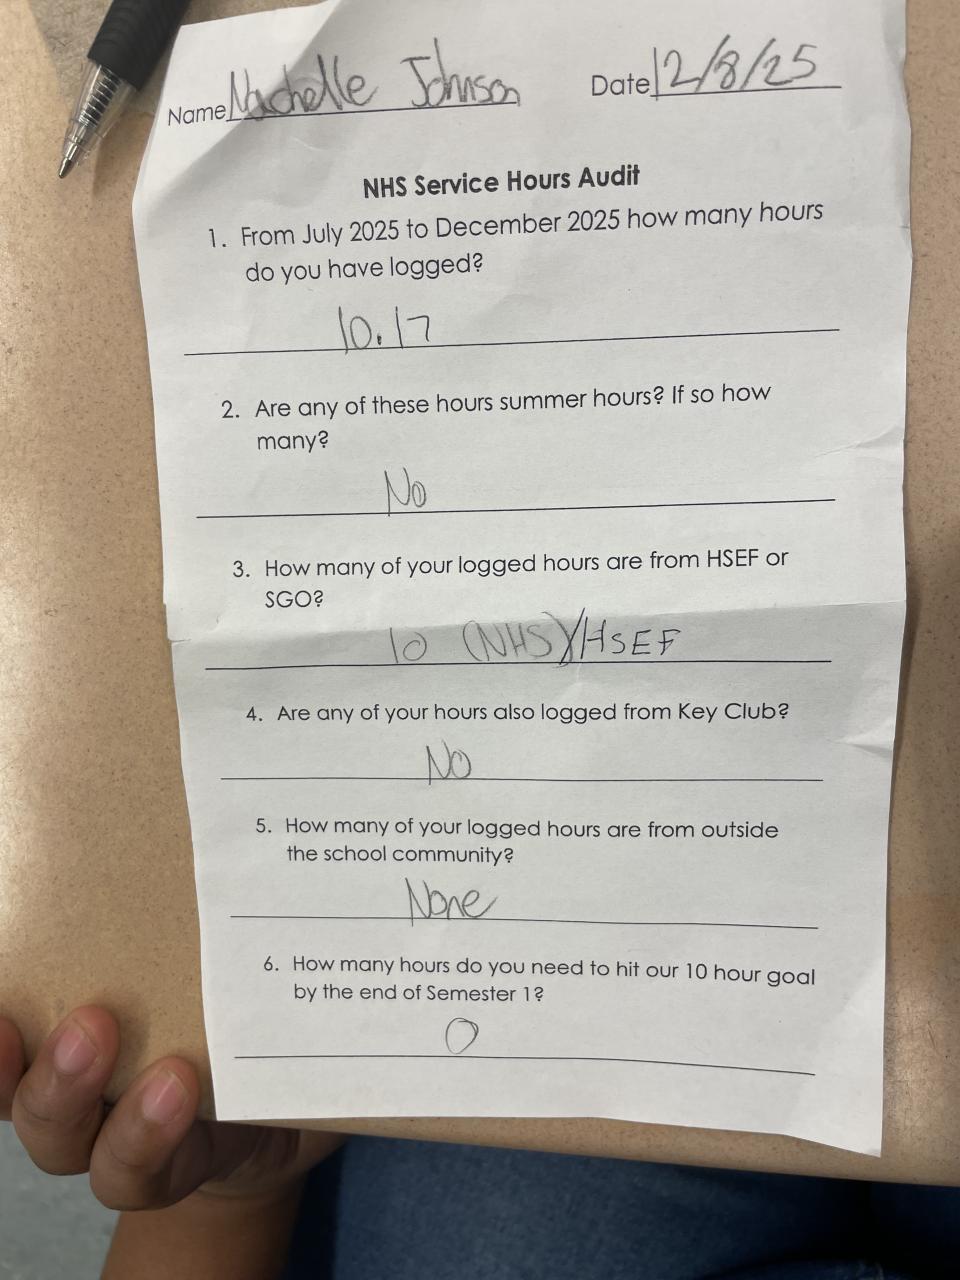 Name Nachelle Johnson Date 12/8/25
NHS Service Hours Audit
1. From July 2025 to December 2025 how many hours
do you have logged?
10.17
2. Are any of these hours summer hours? If so how
many?
No
3. How many of your logged hours are from HSEF or
SGO?
10 (NHS)/HSEF
4. Are any of your hours also logged from Key Club?
No
5. How many of your logged hours are from outside
the school community?
None
6. How many hours do you need to hit our 10 hour goal
by the end of Semester 1?
0